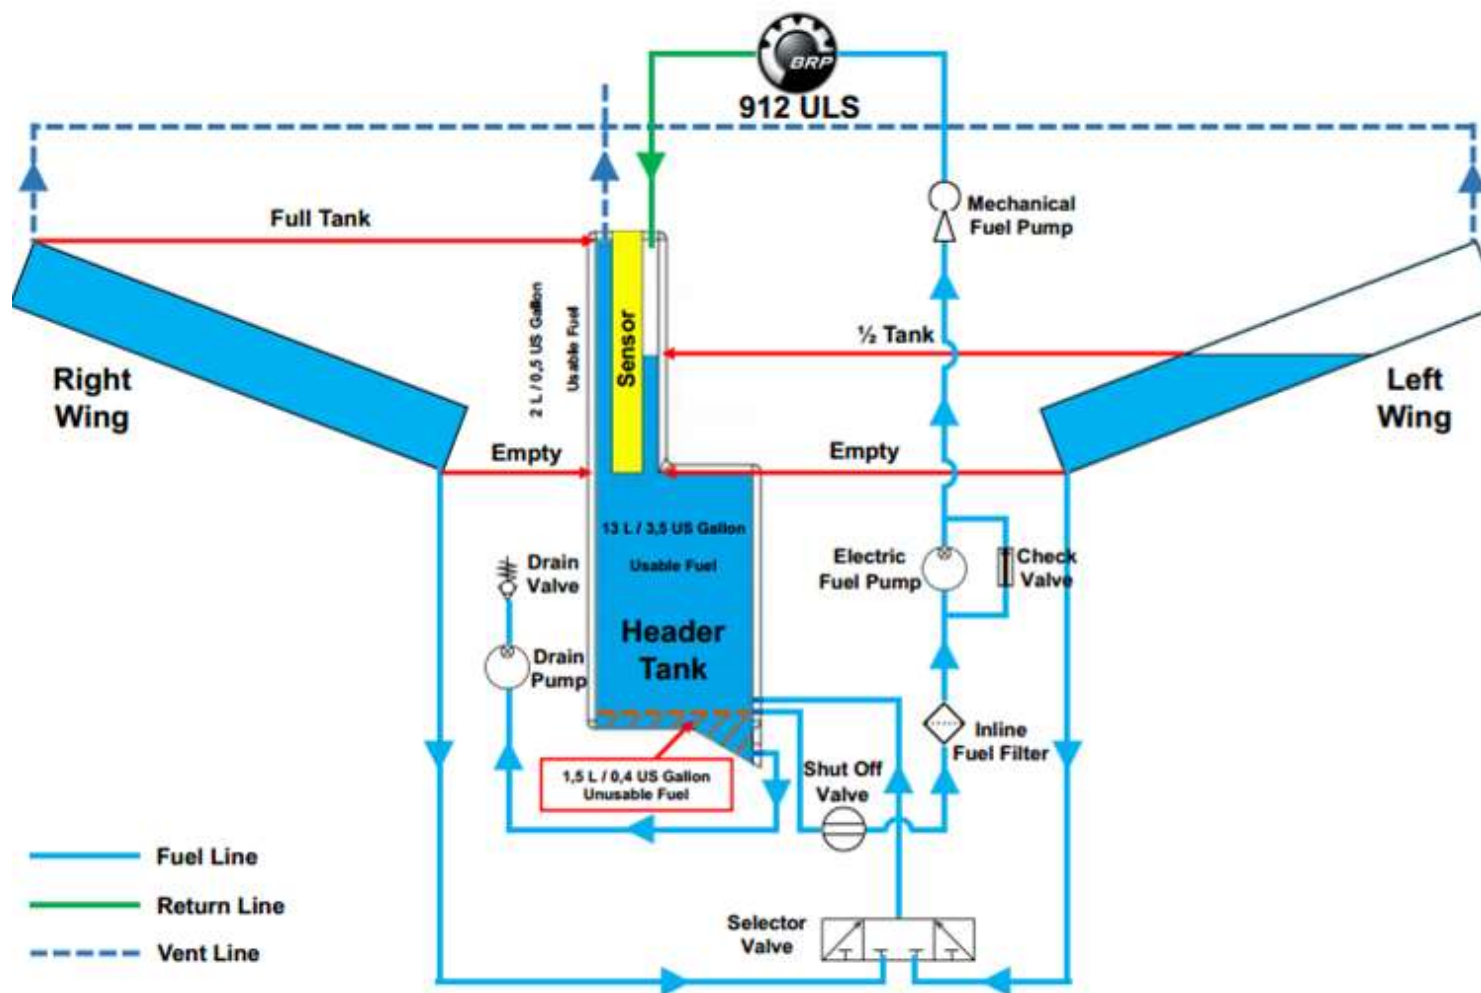 BRP
912 ULS
Full Tank
Mechanical
Fuel Pump
2 L / 0,5 US Gallon
Usable Fuel
Sensor
½ Tank
Right
Wing
Left
Wing
Empty
Empty
13 L / 3,5 US Gallon
Usable Fuel
Drain
Valve
Electric
Fuel Pump
Check
Valve
Header
Tank
Drain
Pump
Inline
Fuel Filter
1,5 L / 0,4 US Gallon
Unusable Fuel
Shut Off
Valve
Fuel Line
Return Line
Vent Line
Selector
Valve